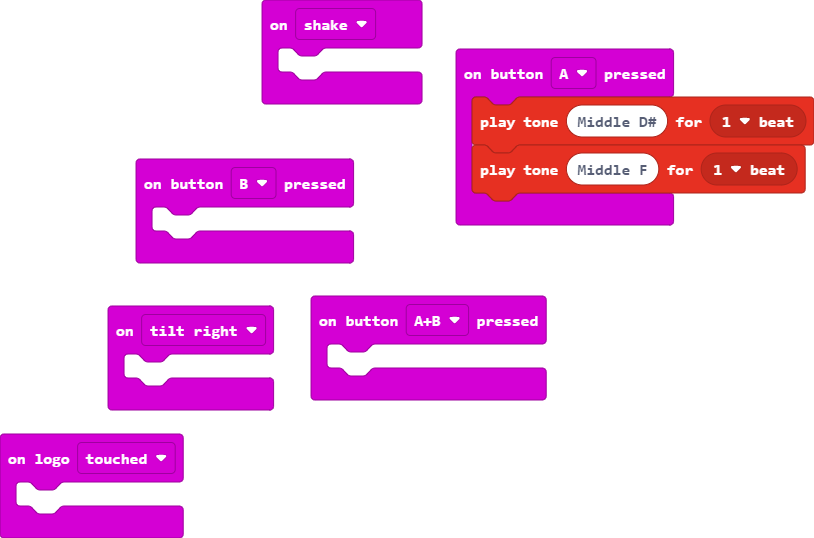 on shake
on button A pressed
play tone Middle D# for 1 beat
play tone Middle F for 1 beat
on button B pressed
on tilt right
on button A+B pressed
on logo touched